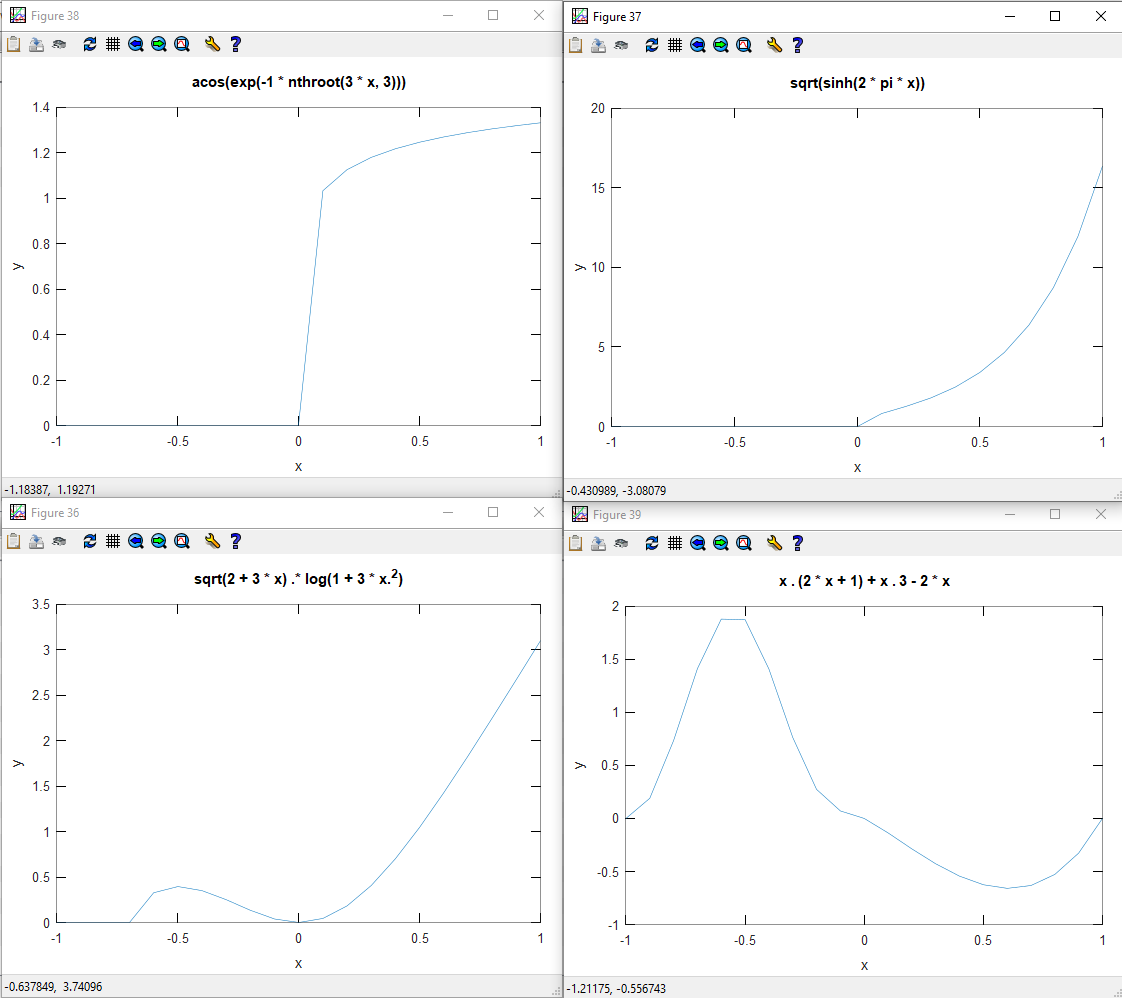 Figure 38
acos(exp(-1 * nthroot(3 * x, 3)))
1.4
1.2
1
0.8
0.6
0.4
0.2
0
y
-1 -0.5 0 0.5 1
x
-1.18387, 1.19271
Figure 37
sqrt(sinh(2 * pi * x))
20
15
10
5
0
y
-1 -0.5 0 0.5 1
x
-0.430989, -3.08079
Figure 36
sqrt(2 + 3 * x) .* log(1 + 3 * x.²)
3.5
3
2.5
2
1.5
1
0.5
0
y
-1 -0.5 0 0.5 1
x
-0.637849, 3.74096
Figure 39
x . (2 * x + 1) + x . 3 - 2 * x
2
1.5
1
0.5
0
-0.5
-1
y
-1 -0.5 0 0.5 1
x
-1.21175, -0.556743